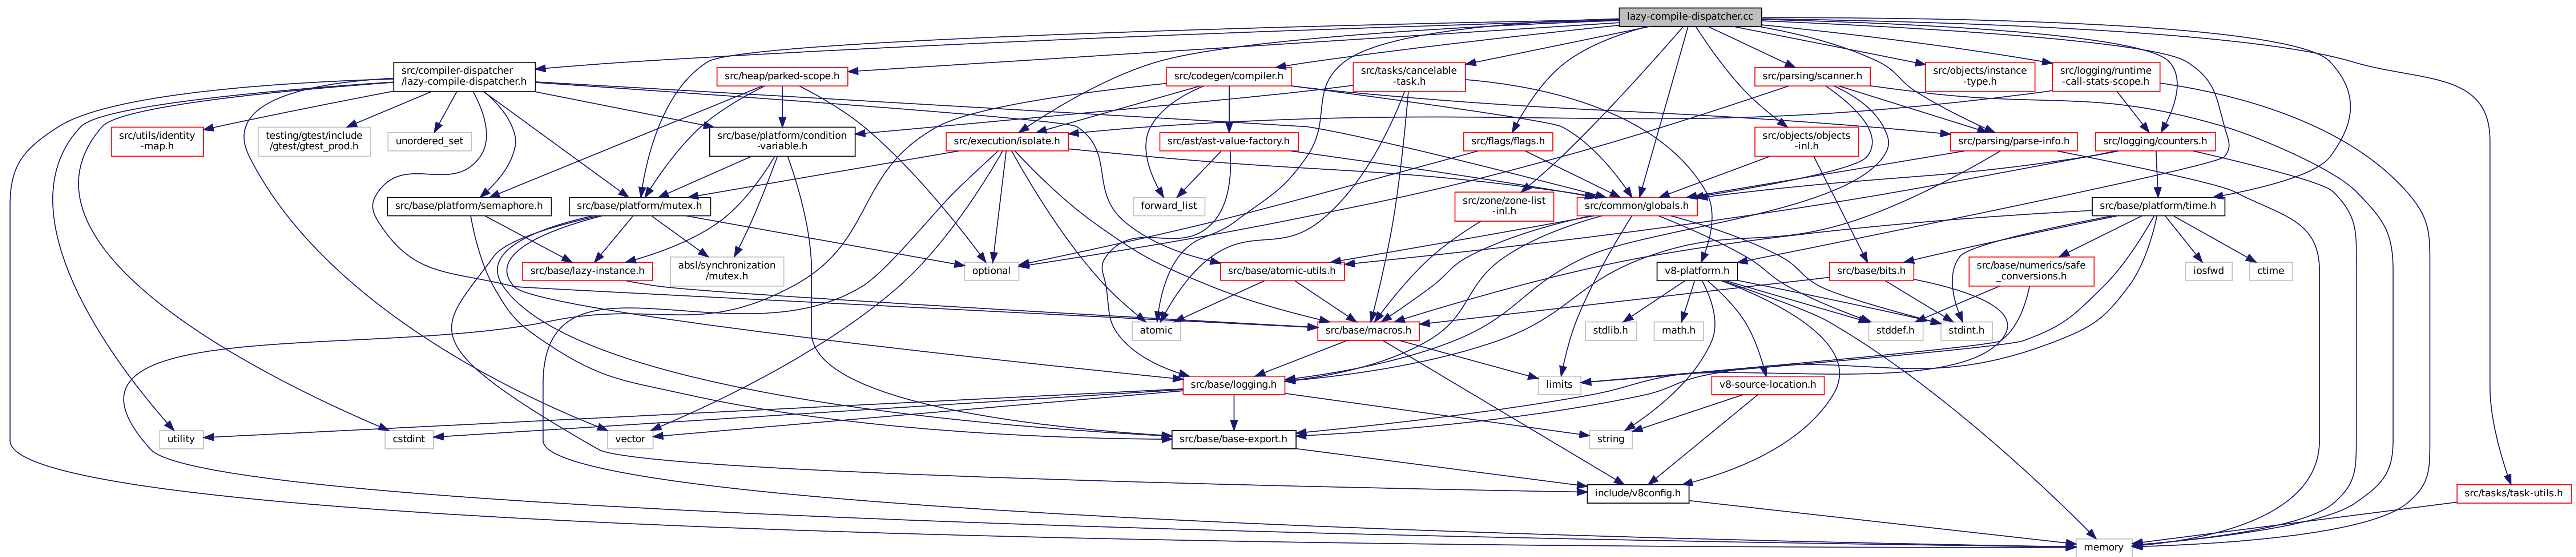 lazy-compile-dispatcher.cc
src/compiler-dispatcher
/lazy-compile-dispatcher.h
src/heap/parked-scope.h
src/codegen/compiler.h
src/tasks/cancelable
-task.h
src/parsing/scanner.h
src/objects/instance
-type.h
src/logging/runtime
-call-stats-scope.h
src/utils/identity
-map.h
testing/gtest/include
/gtest/gtest_prod.h
unordered_set
src/base/platform/condition
-variable.h
src/execution/isolate.h
src/ast/ast-value-factory.h
src/flags/flags.h
src/objects/objects
-inl.h
src/parsing/parse-info.h
src/logging/counters.h
src/base/platform/semaphore.h
src/base/platform/mutex.h
forward_list
src/zone/zone-list
-inl.h
src/common/globals.h
src/base/platform/time.h
src/base/lazy-instance.h
absl/synchronization
/mutex.h
optional
src/base/atomic-utils.h
v8-platform.h
src/base/bits.h
src/base/numerics/safe
_conversions.h
iosfwd
ctime
atomic
src/base/macros.h
stdlib.h
math.h
stddef.h
stdint.h
src/base/logging.h
limits
v8-source-location.h
utility
cstdint
vector
src/base/base-export.h
string
include/v8config.h
src/tasks/task-utils.h
memory